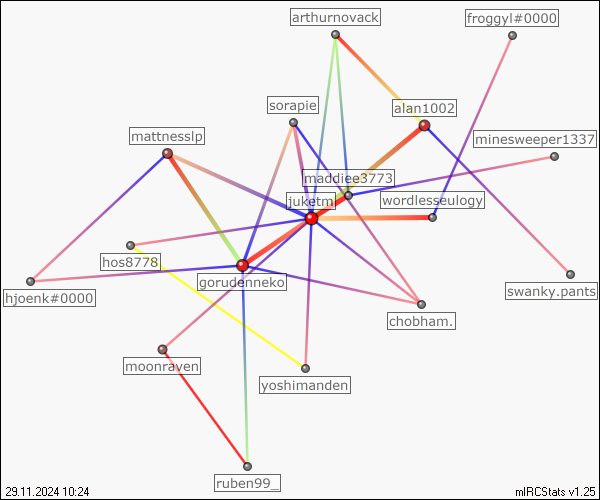 arthurnovack
froggyl#0000
sorapie
alan1002
mattnesslp
minesweeper1337
maddiee3773
juketmi
wordlesseulogy
hos8778
gorudenneko
hjoenk#0000
swanky.pants
chobham.
moonraven
yoshimanden
ruben99_
29.11.2024 10:24
mIRCStats v1.25